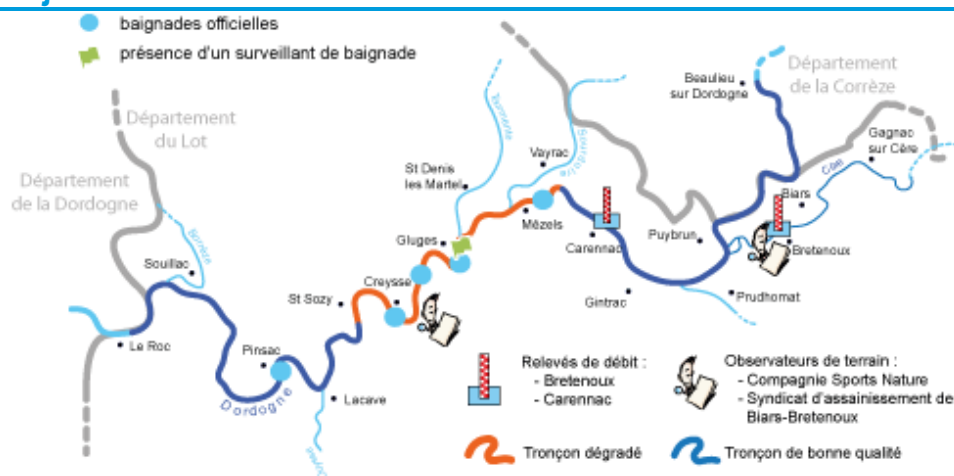 baignades officielles
présence d'un surveillant de baignade
Département
de la Corrèze
Beaulieu
sur Dordogne
Gagnac
sur Cère
Département
du Lot
Tourmente
Sourdoire
Vayrac
St Denis
les Martel
Cère
Biars
Département
de la Dordogne
Borrèze
Souillac
Gluges
Mézels
Carennac
Puybrun
Bretenoux
Creysse
St Sozy
Gintrac
Prudhomat
Le Roc
Pinsac
Dordogne
Lacave
Relevés de débit :
- Bretenoux
- Carennac
Observateurs de terrain :
- Compagnie Sports Nature
- Syndicat d'assainissement de
Biars-Bretenoux
Tronçon dégradé
Tronçon de bonne qualité